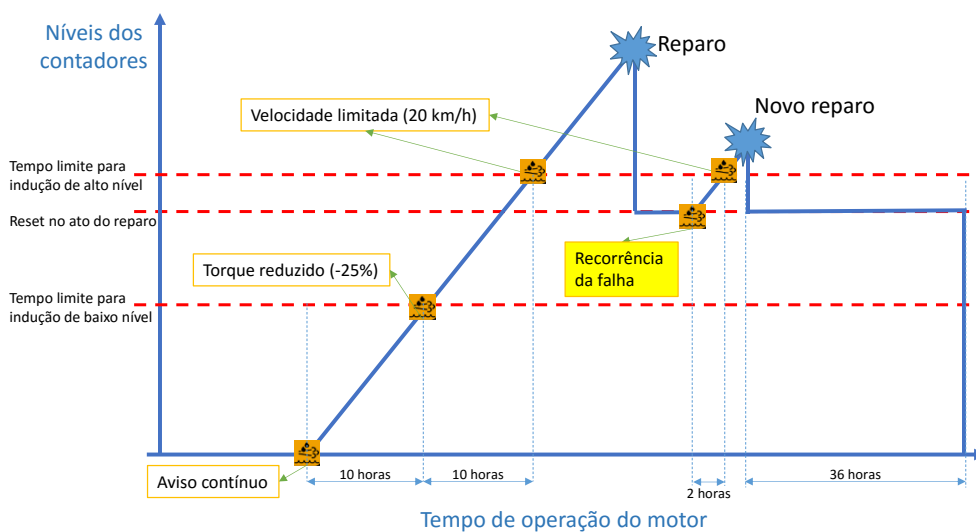 Níveis dos
contadores
Reparo
Novo reparo
Velocidade limitada (20 km/h)
Tempo limite para
indução de alto nível
Reset no ato do reparo
Recorrência
da falha
Torque reduzido (-25%)
Tempo limite para
indução de baixo nível
Aviso contínuo
10 horas
10 horas
2 horas
36 horas
Tempo de operação do motor